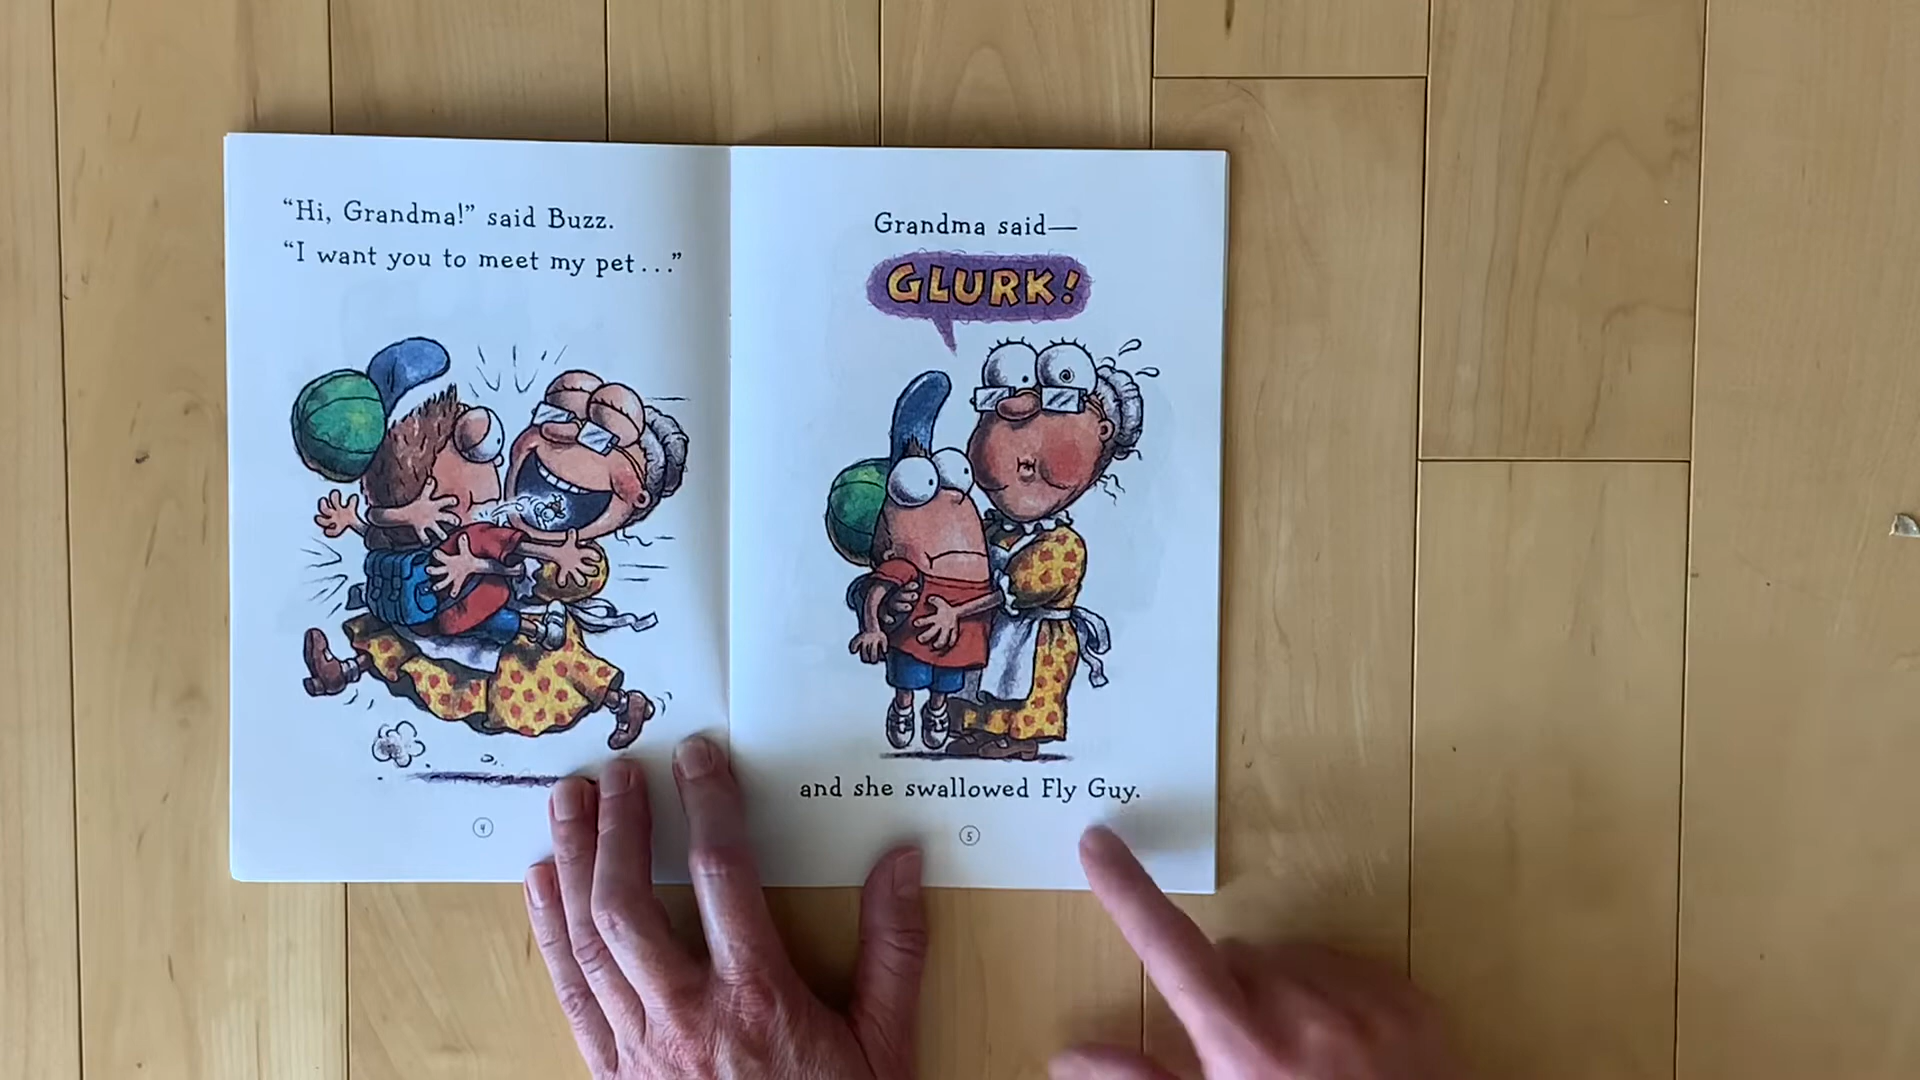 “Hi, Grandma!” said Buzz.
“I want you to meet my pet . . .”
4
Grandma said—
GLURK!
and she swallowed Fly Guy.
5